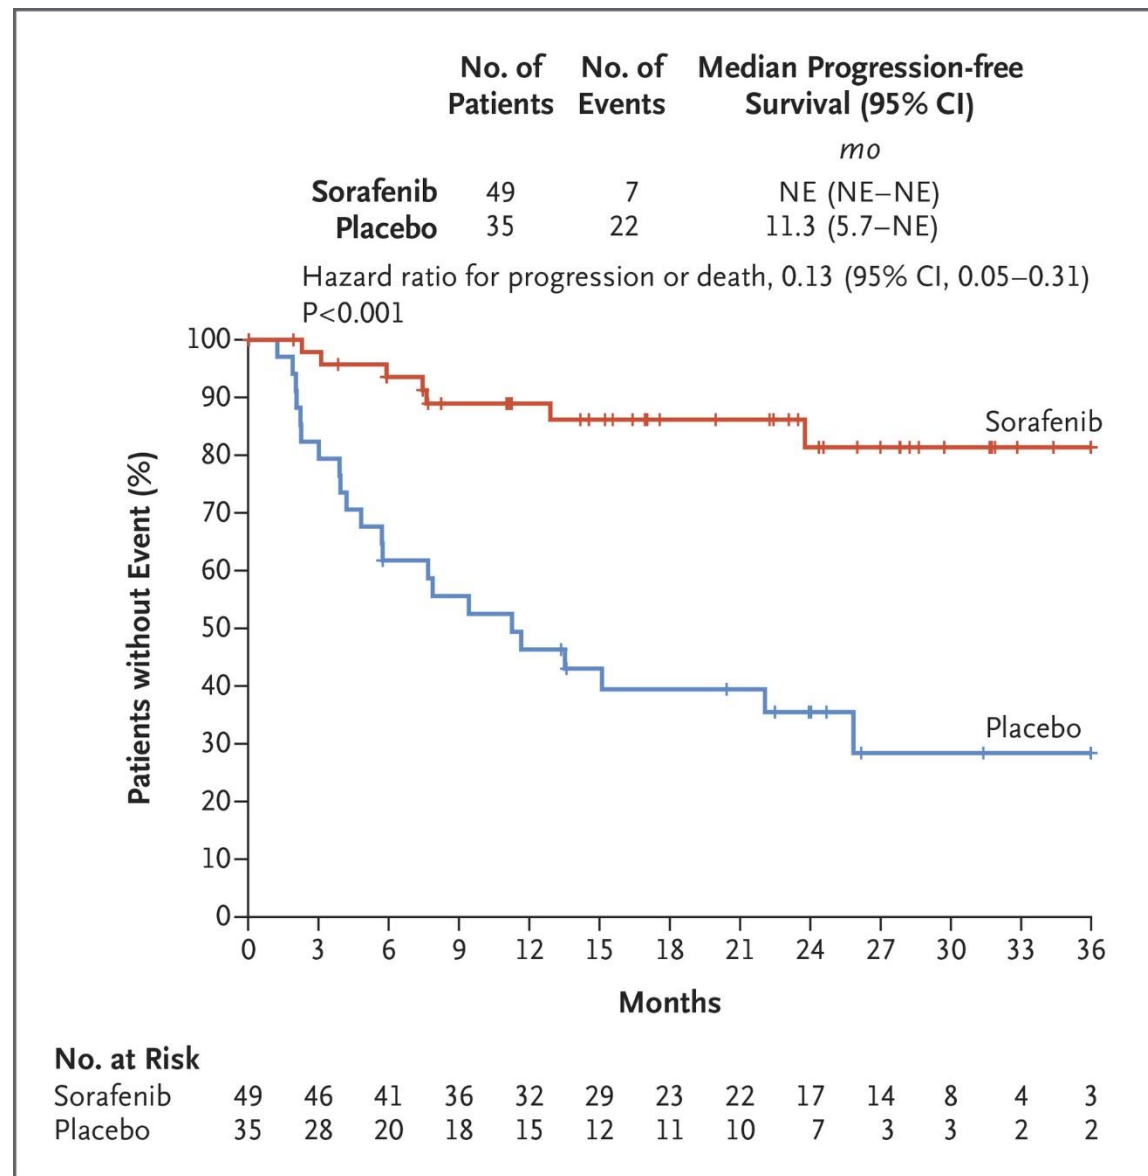 No. of Patients No. of Events Median Progression-free Survival (95% CI)
mo
Sorafenib 49 7 NE (NE–NE)
Placebo 35 22 11.3 (5.7–NE)
Hazard ratio for progression or death, 0.13 (95% CI, 0.05–0.31)
P<0.001
Patients without Event (%)
100
90
80
70
60
50
40
30
20
10
0
Sorafenib
Placebo
0 3 6 9 12 15 18 21 24 27 30 33 36
Months
No. at Risk
Sorafenib 49 46 41 36 32 29 23 22 17 14 8 4 3
Placebo 35 28 20 18 15 12 11 10 7 3 3 2 2